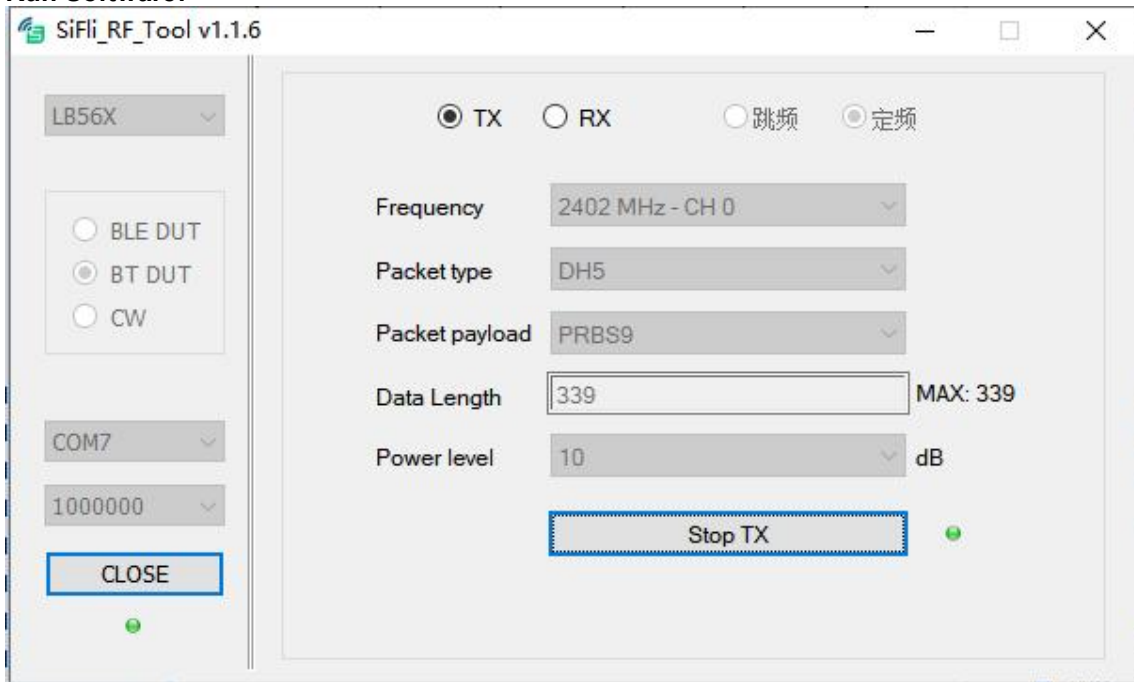 SiFli_RF_Tool v1.1.6
LB56X
BLE DUT
BT DUT
CW
COM7
1000000
CLOSE
TX RX 跳频 定频
Frequency 2402 MHz - CH 0
Packet type DH5
Packet payload PRBS9
Data Length 339 MAX: 339
Power level 10 dB
Stop TX